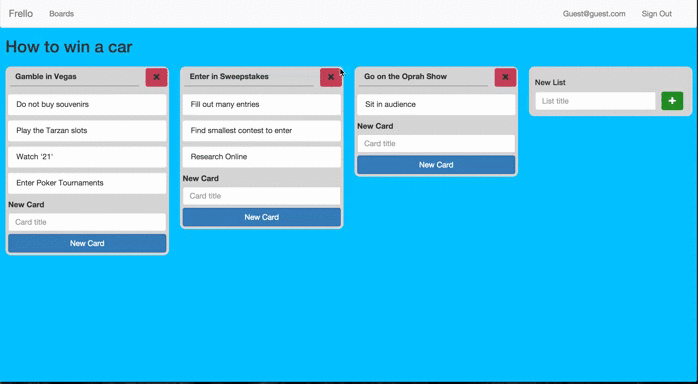 Frello Boards Guest@guest.com Sign Out
How to win a car
Gamble in Vegas
Do not buy souvenirs
Play the Tarzan slots
Watch '21'
Enter Poker Tournaments
New Card
Card title
New Card
Enter in Sweepstakes
Fill out many entries
Find smallest contest to enter
Research Online
New Card
Card title
New Card
Go on the Oprah Show
Sit in audience
New Card
Card title
New Card
New List
List title